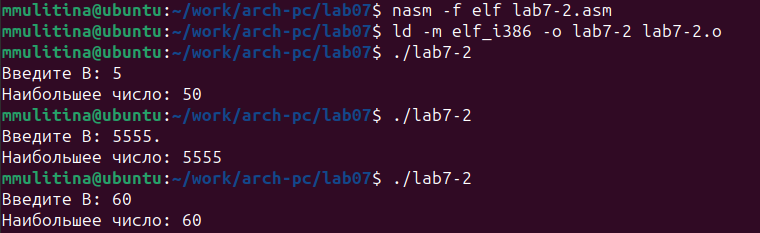 mmulitina@ubuntu:~/work/arch-pc/lab07$ nasm -f elf lab7-2.asm
mmulitina@ubuntu:~/work/arch-pc/lab07$ ld -m elf_i386 -o lab7-2 lab7-2.o
mmulitina@ubuntu:~/work/arch-pc/lab07$ ./lab7-2
Введите B: 5
Наибольшее число: 50
mmulitina@ubuntu:~/work/arch-pc/lab07$ ./lab7-2
Введите B: 5555.
Наибольшее число: 5555
mmulitina@ubuntu:~/work/arch-pc/lab07$ ./lab7-2
Введите B: 60
Наибольшее число: 60